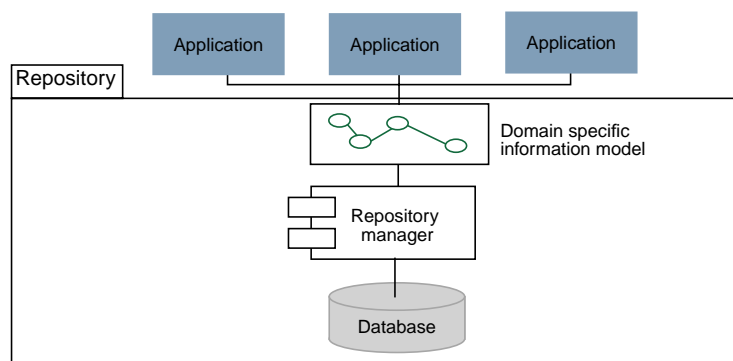 Application
Application
Application
Repository
Domain specific
information model
Repository
manager
Database